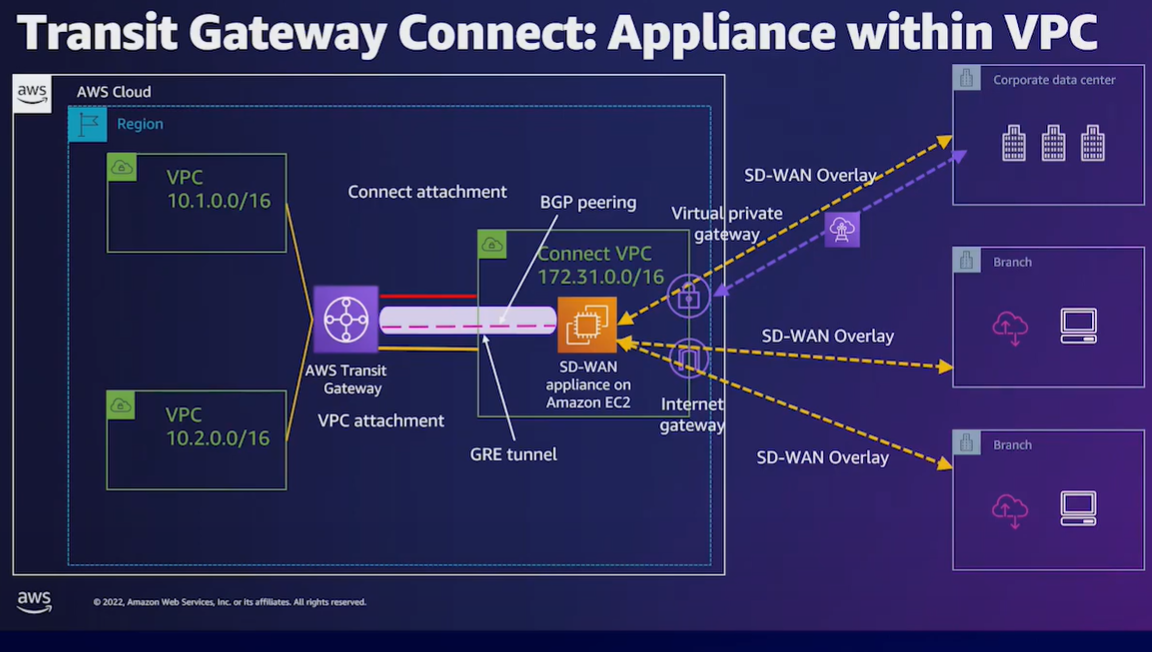 Transit Gateway Connect: Appliance within VPC
aws
AWS Cloud
Region
VPC
10.1.0.0/16
Connect attachment
BGP peering
Connect VPC
172.31.0.0/16
AWS Transit
Gateway
SD-WAN
appliance on
Amazon EC2
VPC
10.2.0.0/16
VPC attachment
GRE tunnel
Virtual private
gateway
Internet
gateway
SD-WAN Overlay
SD-WAN Overlay
SD-WAN Overlay
Corporate data center
Branch
Branch
aws
© 2022, Amazon Web Services, Inc. or its affiliates. All rights reserved.